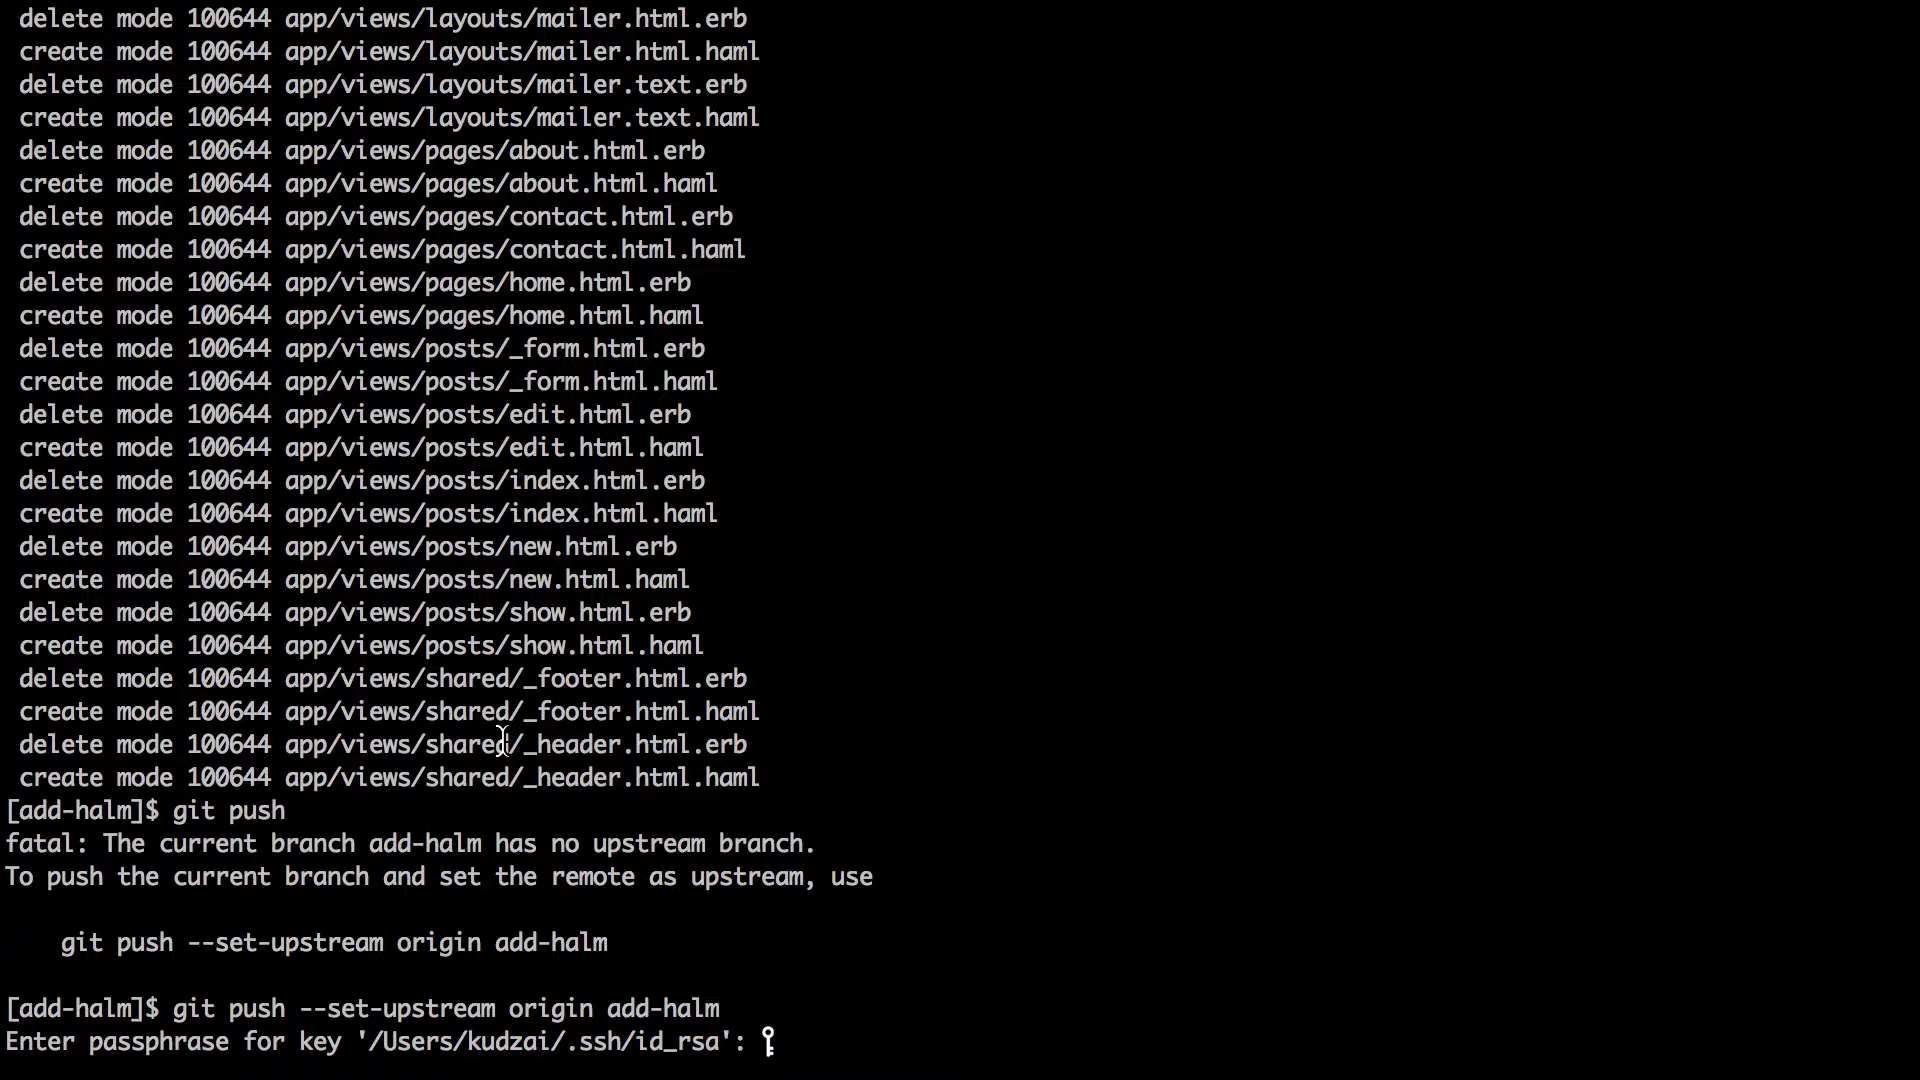 delete mode 100644 app/views/layouts/mailer.html.erb
create mode 100644 app/views/layouts/mailer.html.haml
delete mode 100644 app/views/layouts/mailer.text.erb
create mode 100644 app/views/layouts/mailer.text.haml
delete mode 100644 app/views/pages/about.html.erb
create mode 100644 app/views/pages/about.html.haml
delete mode 100644 app/views/pages/contact.html.erb
create mode 100644 app/views/pages/contact.html.haml
delete mode 100644 app/views/pages/home.html.erb
create mode 100644 app/views/pages/home.html.haml
delete mode 100644 app/views/posts/_form.html.erb
create mode 100644 app/views/posts/_form.html.haml
delete mode 100644 app/views/posts/edit.html.erb
create mode 100644 app/views/posts/edit.html.haml
delete mode 100644 app/views/posts/index.html.erb
create mode 100644 app/views/posts/index.html.haml
delete mode 100644 app/views/posts/new.html.erb
create mode 100644 app/views/posts/new.html.haml
delete mode 100644 app/views/posts/show.html.erb
create mode 100644 app/views/posts/show.html.haml
delete mode 100644 app/views/shared/_footer.html.erb
create mode 100644 app/views/shared/_footer.html.haml
delete mode 100644 app/views/shared/_header.html.erb
create mode 100644 app/views/shared/_header.html.haml
[add-halm]$ git push
fatal: The current branch add-halm has no upstream branch.
To push the current branch and set the remote as upstream, use
git push --set-upstream origin add-halm
[add-halm]$ git push --set-upstream origin add-halm
Enter passphrase for key '/Users/kudzai/.ssh/id_rsa':